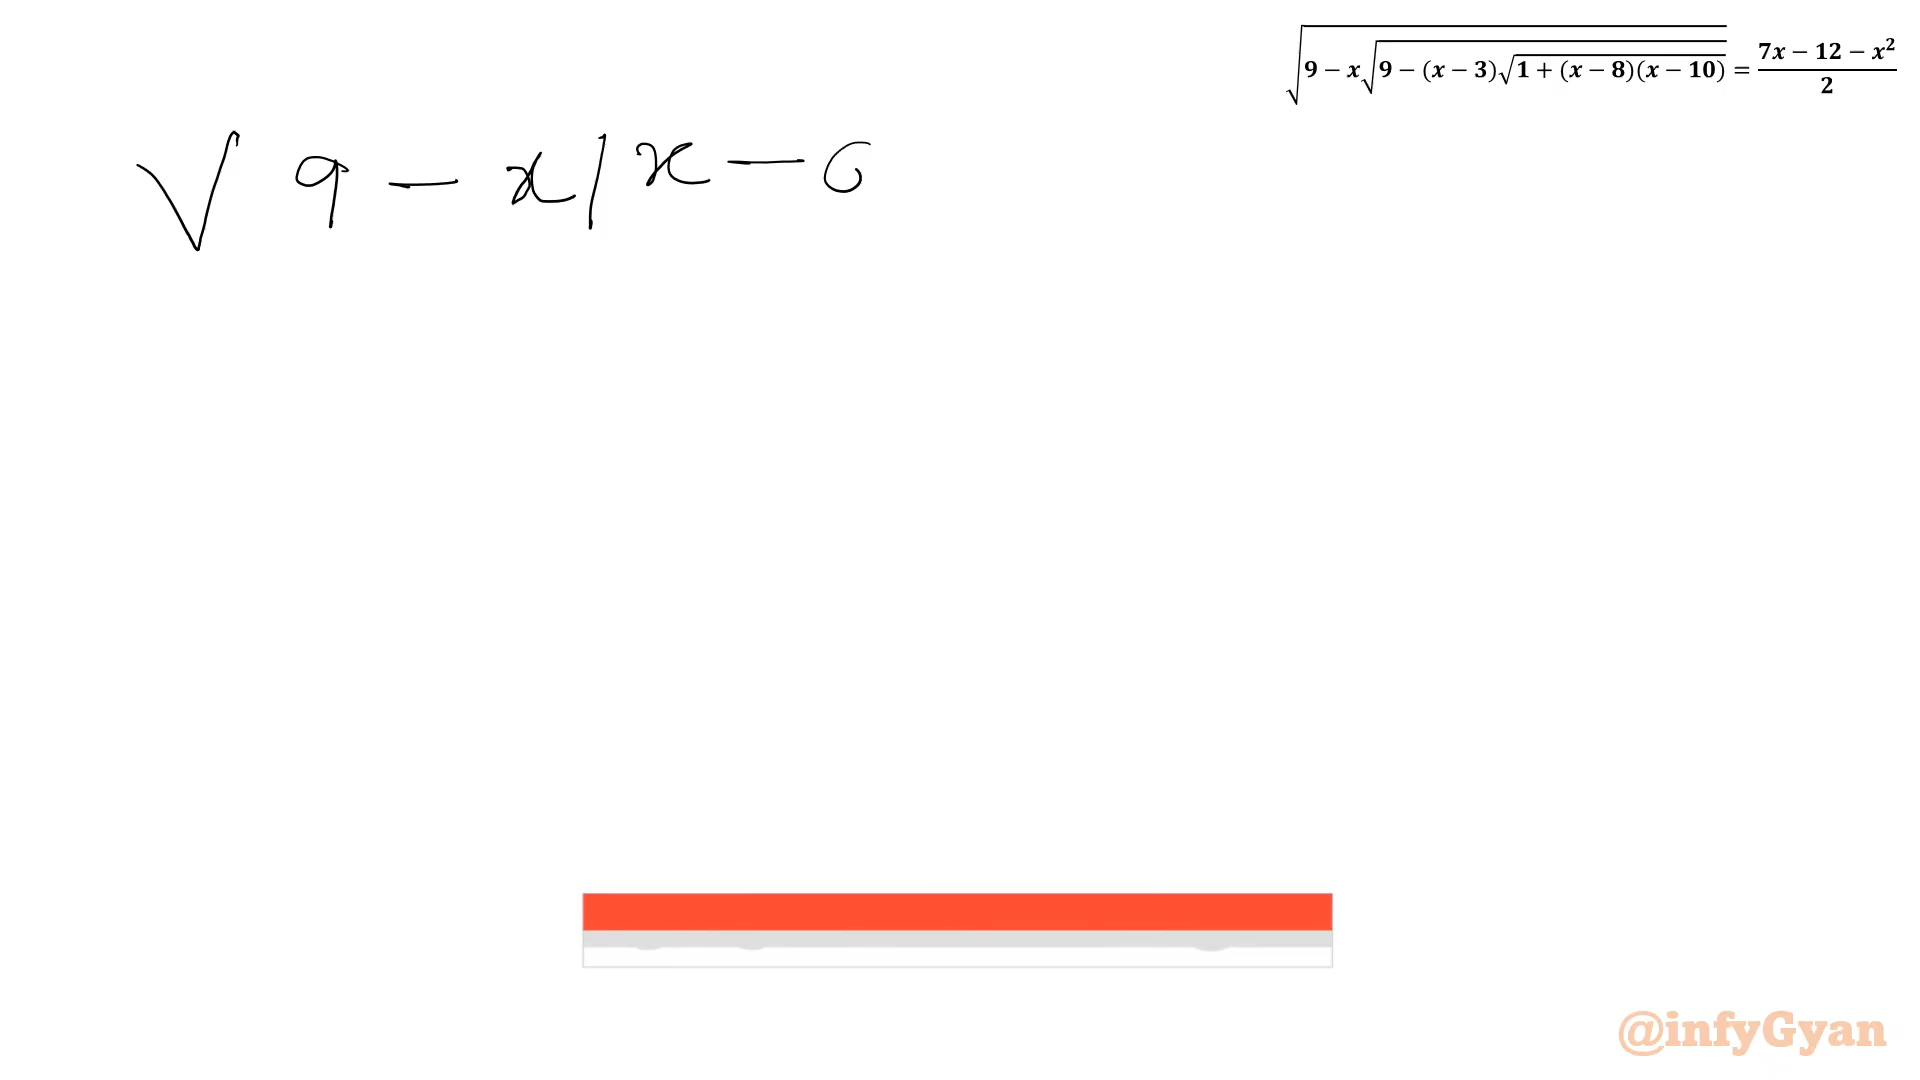 √(9 − x√(9 − (x − 3)√(1 + (x − 8)(x − 10)))) = (7x − 12 − x²)/2
√ 9 − x | x − 6
@infyGyan